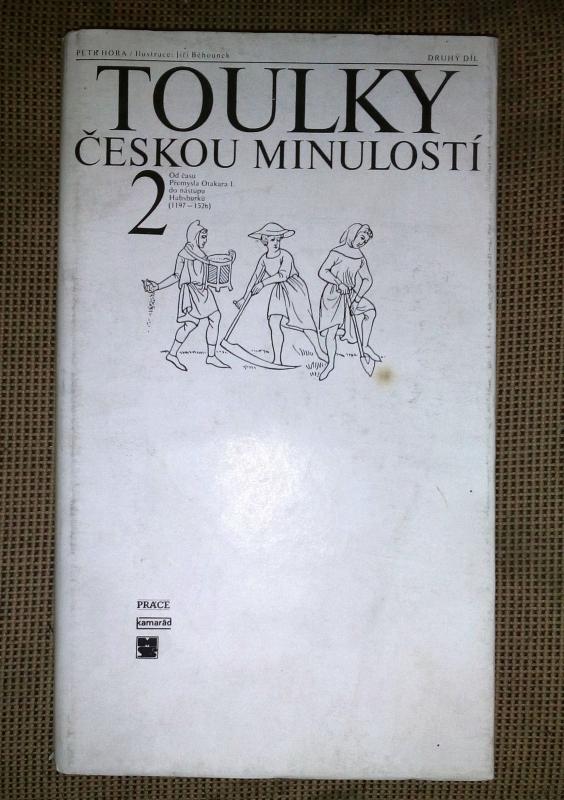 PETR HORA / Ilustrace: Jiří Běhounek
DRUHÝ DÍL
TOULKY
ČESKOU MINULOSTÍ
2
Od času
Přemysla Otakara I.
do nástupu
Habsburků
(1197 – 1526)
PRÁCE
kamarád